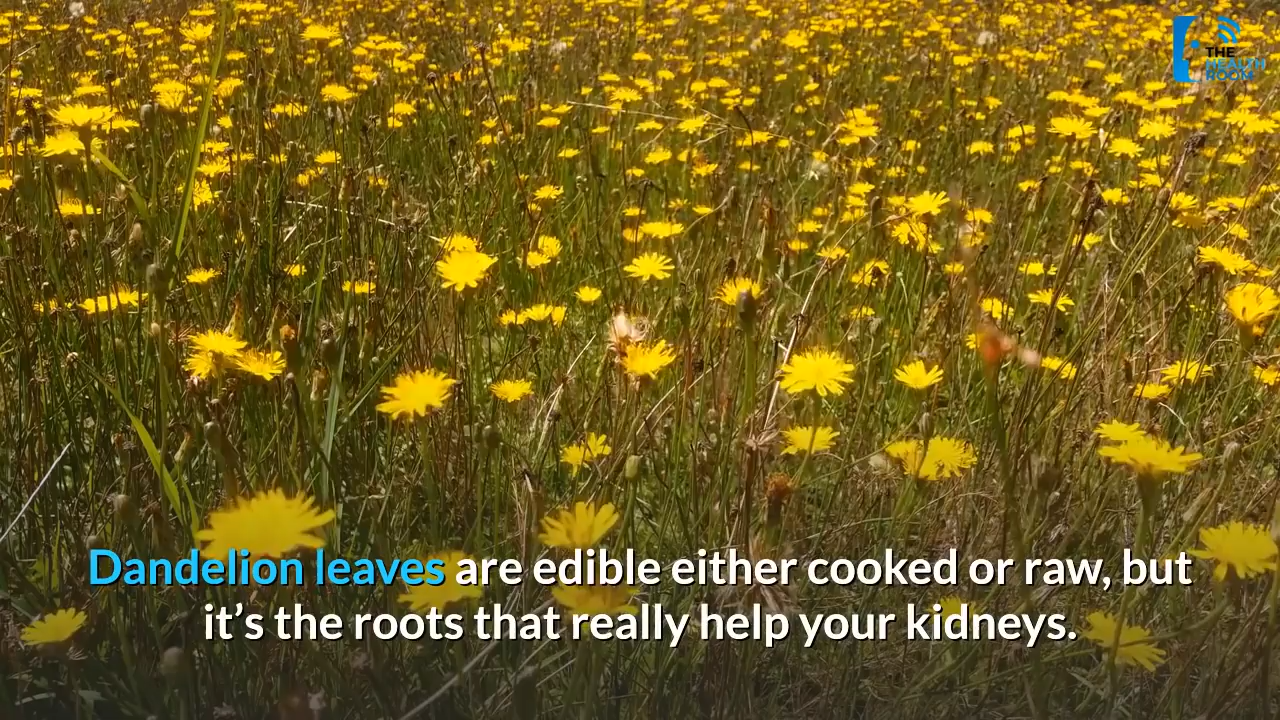 THE
HEALTH
ROOM
Dandelion leaves are edible either cooked or raw, but
it’s the roots that really help your kidneys.